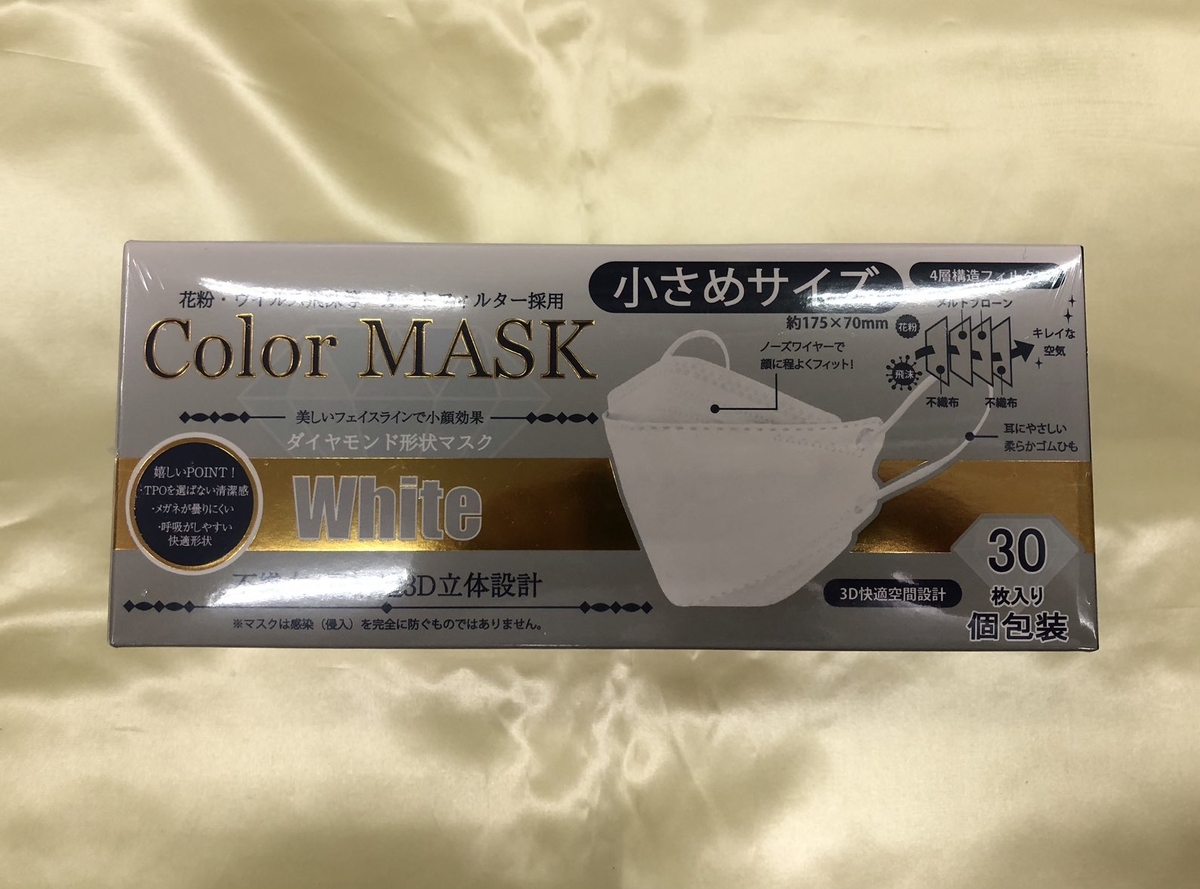 花粉・ウイルス飛沫等 フィルター採用
Color MASK
美しいフェイスラインで小顔効果
ダイヤモンド形状マスク
嬉しいPOINT！
・TPOを選ばない清潔感
・メガネが曇りにくい
・呼吸がしやすい
快適形状
White
3D立体設計
※マスクは感染（侵入）を完全に防ぐものではありません。
小さめサイズ
約175×70mm
ノーズワイヤーで
顔に程よくフィット!
4層構造フィルター
メルトブローン
花粉
飛沫
キレイな
空気
不織布
不織布
耳にやさしい
柔らかゴムひも
3D快適空間設計
30
枚入り
個包装